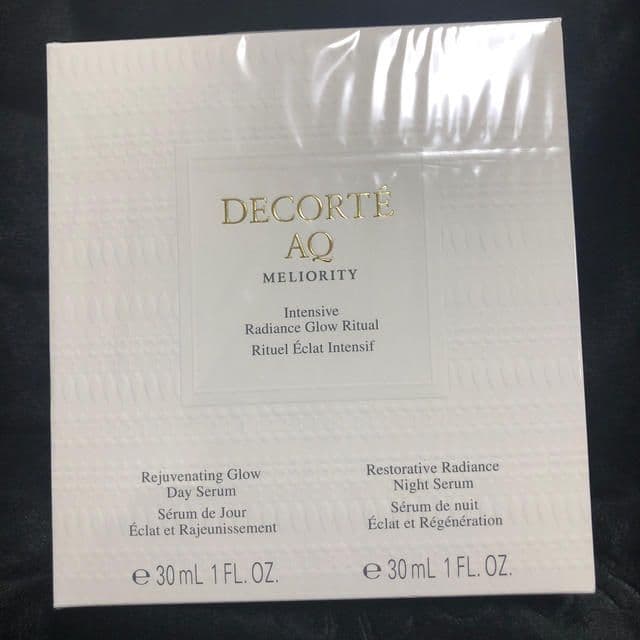 DECORTÉ
AQ
MELIORITY
Intensive
Radiance Glow Ritual
Rituel Éclat Intensif
Rejuvenating Glow
Day Serum
Sérum de Jour
Éclat et Rajeunissement
℮ 30 mL 1 FL. OZ.
Restorative Radiance
Night Serum
Sérum de nuit
Éclat et Régénération
℮ 30 mL 1 FL. OZ.